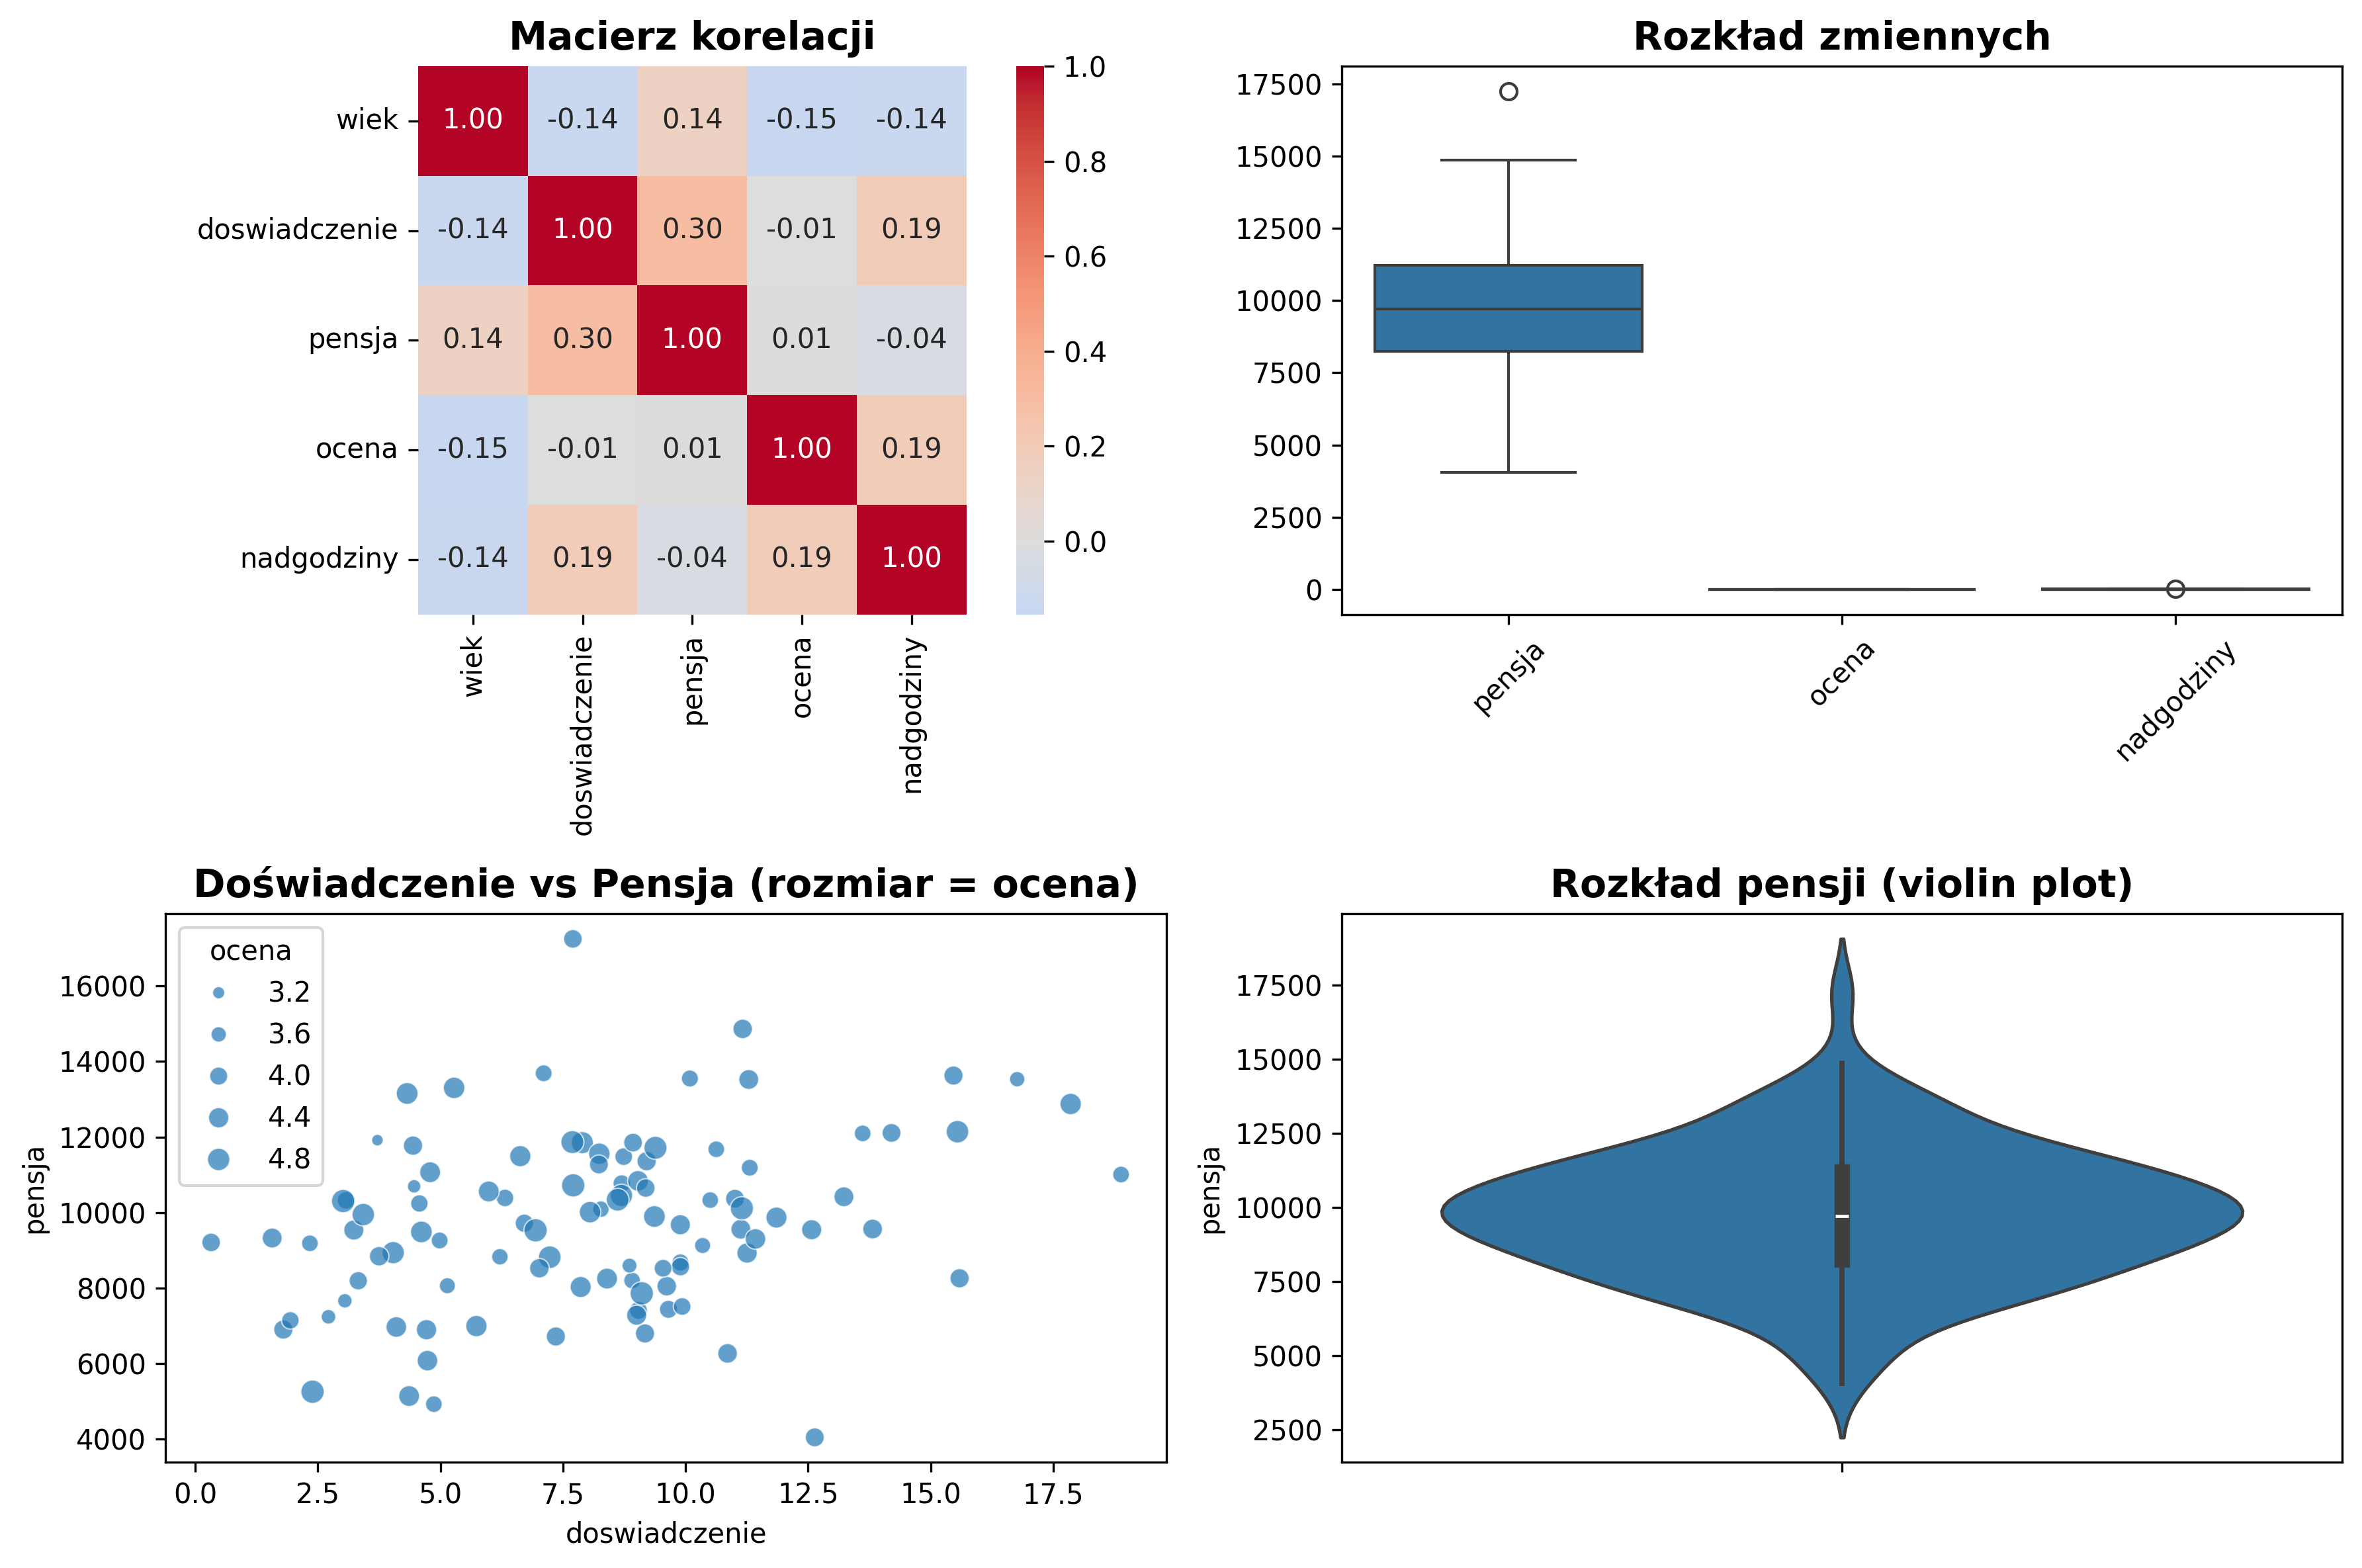 Macierz korelacji
wiek 1.00 -0.14 0.14 -0.15 -0.14
doswiadczenie -0.14 1.00 0.30 -0.01 0.19
pensja 0.14 0.30 1.00 0.01 -0.04
ocena -0.15 -0.01 0.01 1.00 0.19
nadgodziny -0.14 0.19 -0.04 0.19 1.00
wiek doswiadczenie pensja ocena nadgodziny
1.0
0.8
0.6
0.4
0.2
0.0
Rozkład zmiennych
17500
15000
12500
10000
7500
5000
2500
0
pensja ocena nadgodziny
Doświadczenie vs Pensja (rozmiar = ocena)
ocena
3.2
3.6
4.0
4.4
4.8
pensja
16000
14000
12000
10000
8000
6000
4000
0.0 2.5 5.0 7.5 10.0 12.5 15.0 17.5
doswiadczenie
Rozkład pensji (violin plot)
pensja
17500
15000
12500
10000
7500
5000
2500